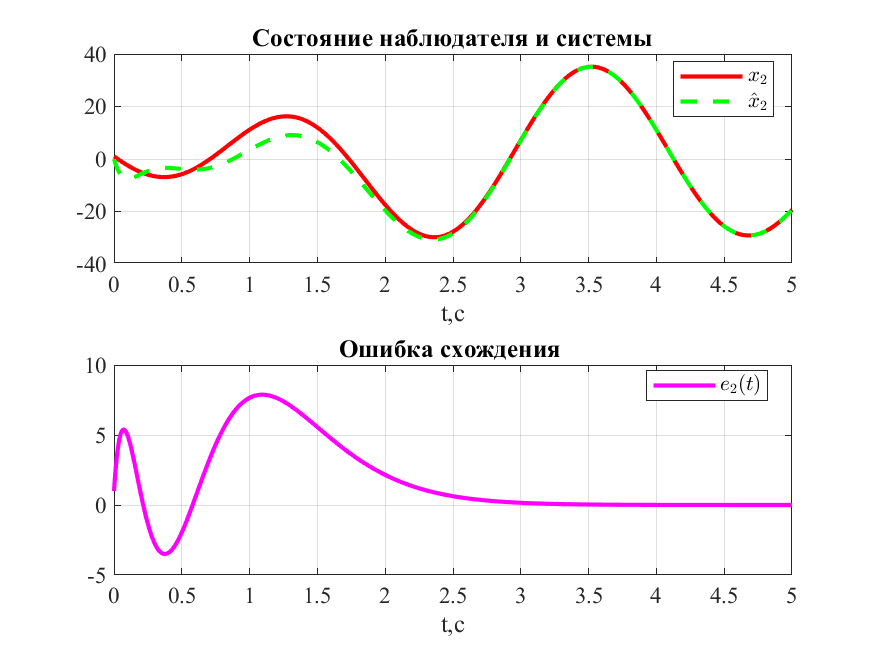 Состояние наблюдателя и системы
40
20
0
-20
-40
x₂
x̂₂
0 0.5 1 1.5 2 2.5 3 3.5 4 4.5 5
t,c
Ошибка схождения
10
5
0
-5
e₂(t)
0 0.5 1 1.5 2 2.5 3 3.5 4 4.5 5
t,c